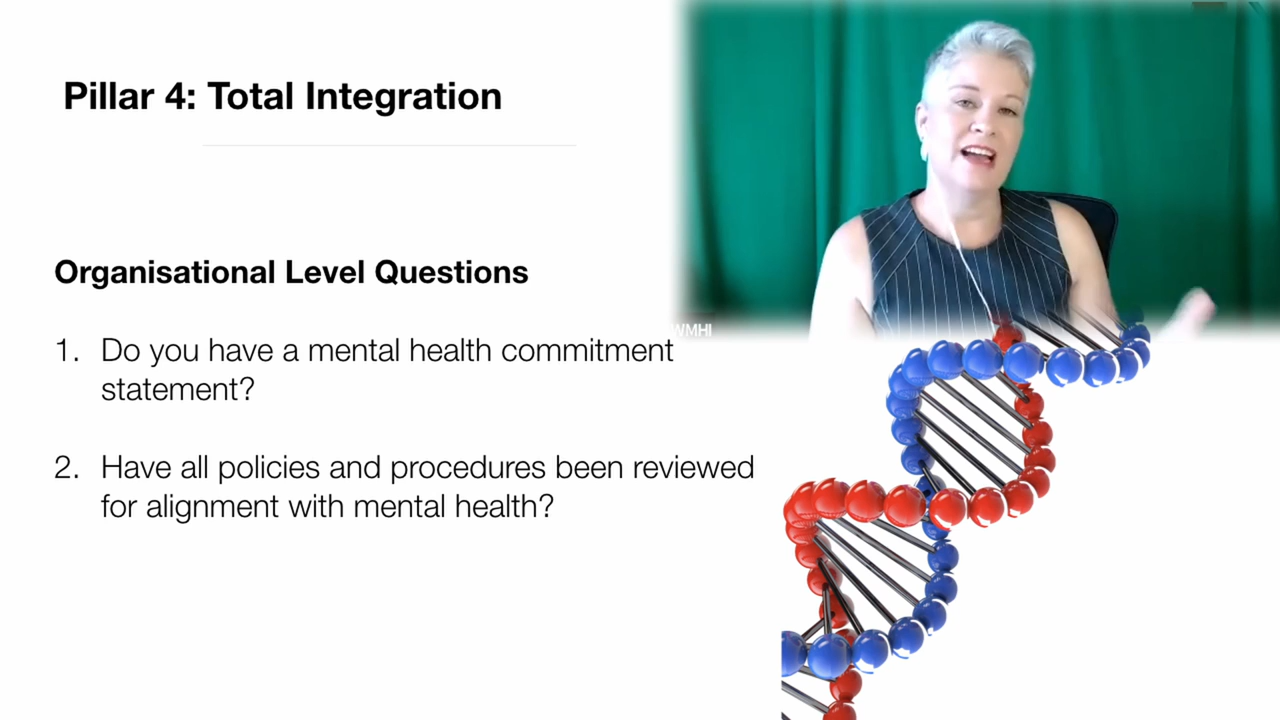 Pillar 4: Total Integration
Organisational Level Questions
WMHI
1. Do you have a mental health commitment
statement?
2. Have all policies and procedures been reviewed
for alignment with mental health?